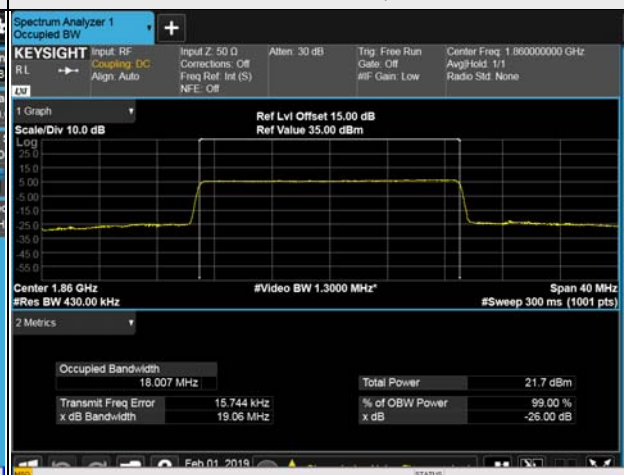 Spectrum Analyzer 1
Occupied BW
+
KEYSIGHT Input: RF Input Z: 50 Ω Atten: 30 dB Trig: Free Run Center Freq: 1.860000000 GHz
RL Coupling: DC Corrections: Off Gate: Off Avg|Hold: 1/1
Align: Auto Freq Ref: Int (S) #IF Gain: Low Radio Std: None
LXI NFE: Off
1 Graph
Ref Lvl Offset 15.00 dB
Scale/Div 10.0 dB Ref Value 35.00 dBm
Log
25.0
15.0
5.00
-5.00
-15.0
-25.0
-35.0
-45.0
-55.0
Center 1.86 GHz #Video BW 1.3000 MHz* Span 40 MHz
#Res BW 430.00 kHz #Sweep 300 ms (1001 pts)
2 Metrics
Occupied Bandwidth
18.007 MHz Total Power 21.7 dBm
Transmit Freq Error 15.744 kHz % of OBW Power 99.00 %
x dB Bandwidth 19.06 MHz x dB -26.00 dB
Feb 01, 2019
MSG STATUS